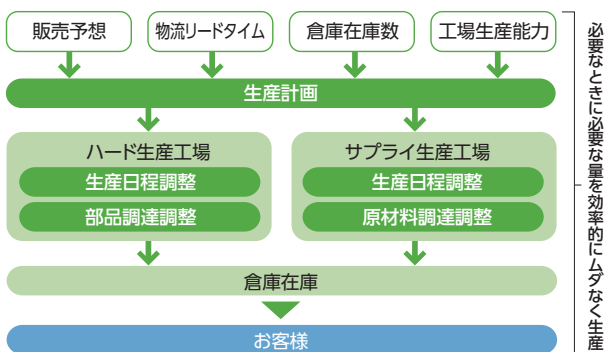 販売予想
物流リードタイム
倉庫在庫数
工場生産能力
生産計画
ハード生産工場
生産日程調整
部品調達調整
サプライ生産工場
生産日程調整
原材料調達調整
倉庫在庫
お客様
必要なときに必要な量を効率的にムダなく生産